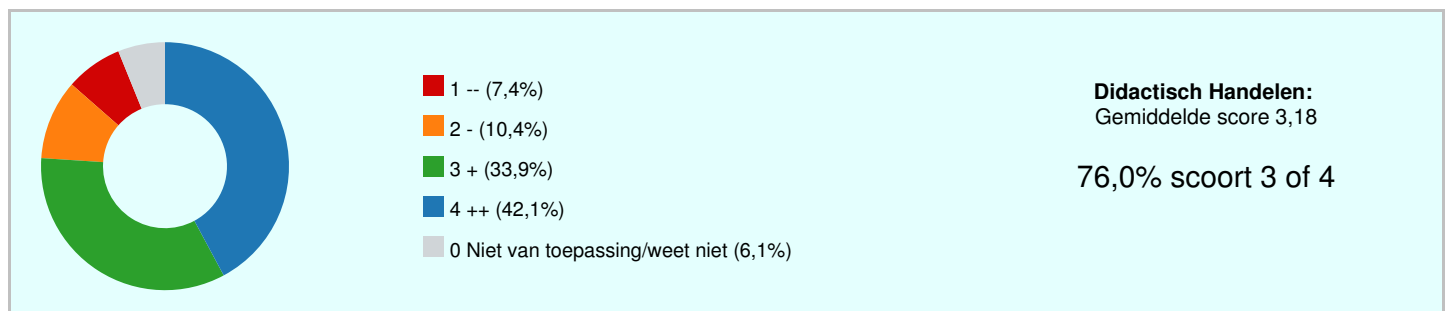 1 -- (7,4%)
2 - (10,4%)
3 + (33,9%)
4 ++ (42,1%)
0 Niet van toepassing/weet niet (6,1%)
Didactisch Handelen:
Gemiddelde score 3,18
76,0% scoort 3 of 4